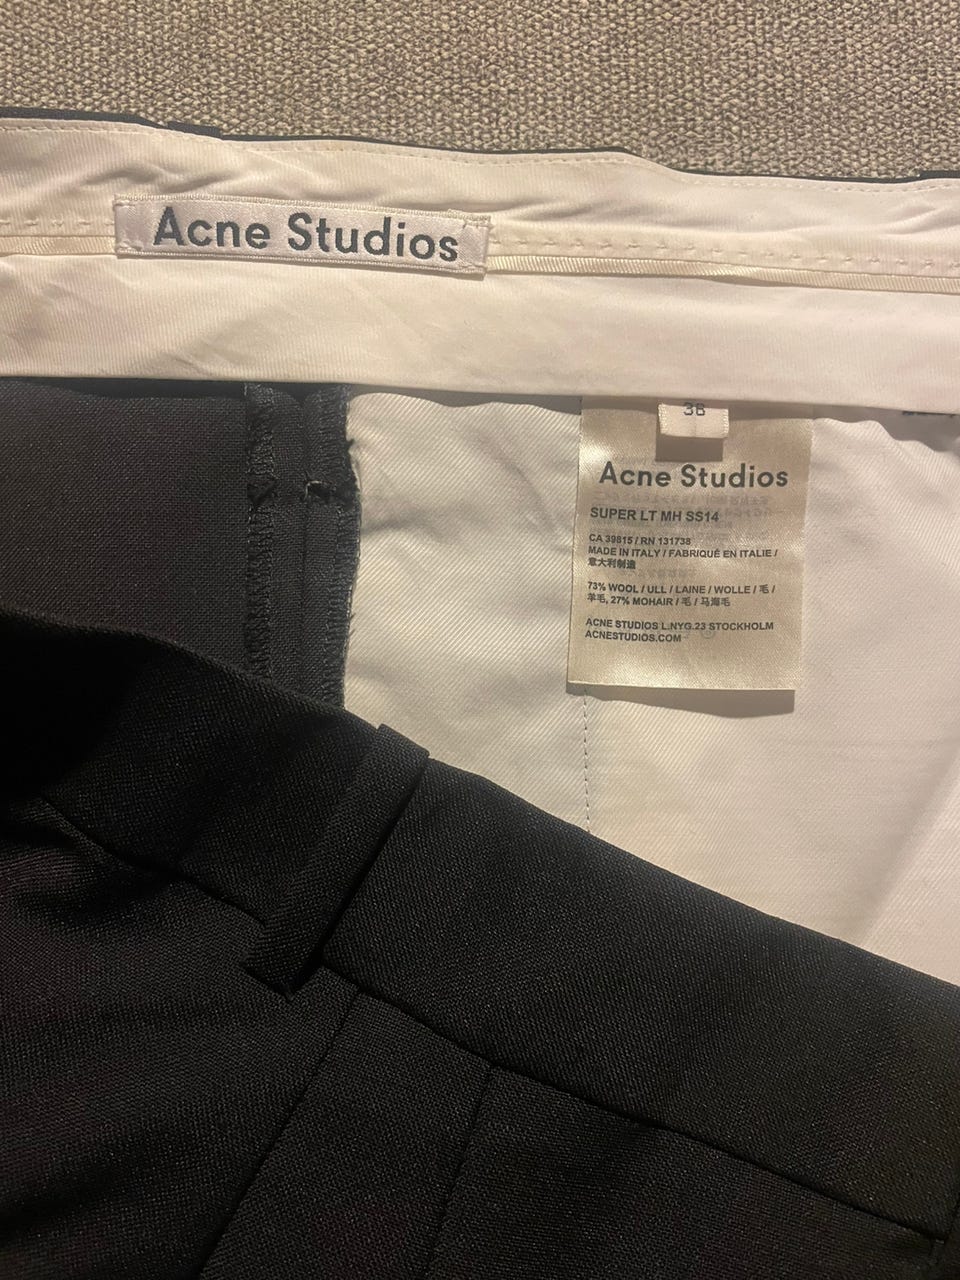 Acne Studios
38
Acne Studios
SUPER LT MH SS14
CA 39815 / RN 131738
MADE IN ITALY / FABRIQUÉ EN ITALIE /
意大利制造
73% WOOL / ULL / LAINE / WOLLE / 毛 /
羊毛, 27% MOHAIR / 毛 / 马海毛
ACNE STUDIOS L.NYG.23 STOCKHOLM
ACNESTUDIOS.COM